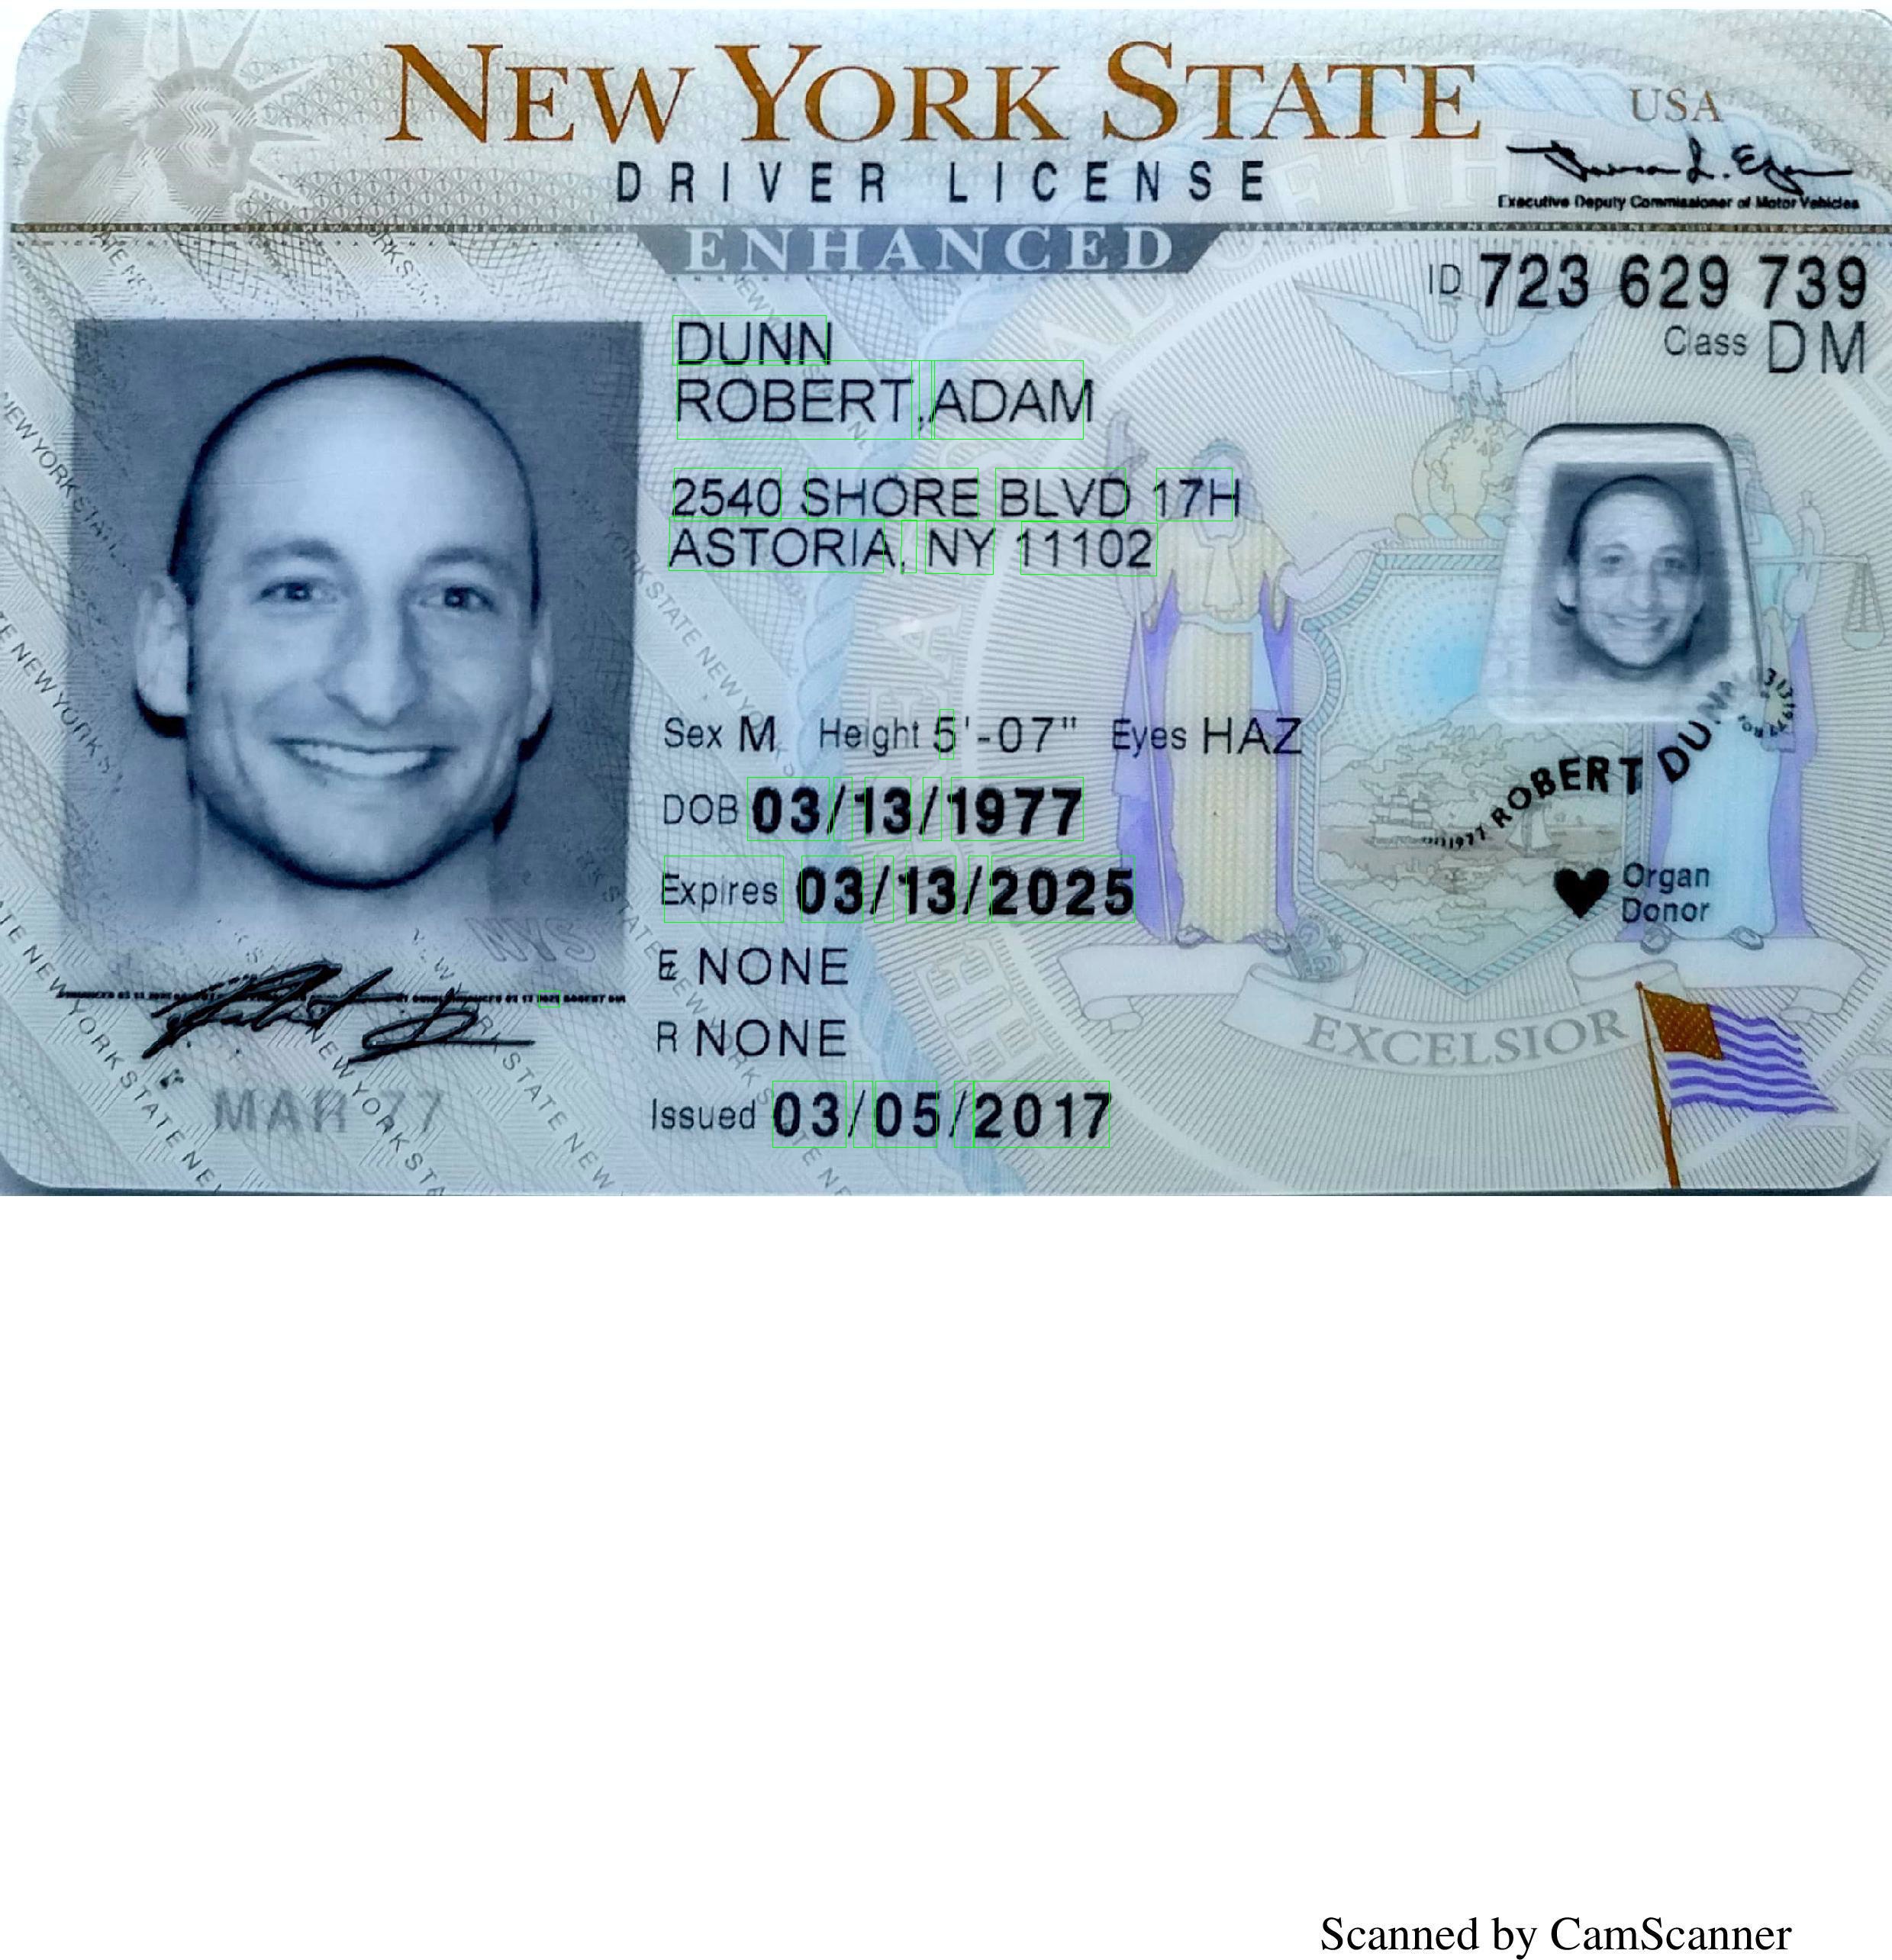 NEW YORK STATE
USA
DRIVER LICENSE
Executive Deputy Commissioner of Motor Vehicles
ENHANCED
ID 723 629 739
Class DM
DUNN
ROBERT,ADAM
2540 SHORE BLVD 17H
ASTORIA, NY 11102
Sex M Height 5'-07" Eyes HAZ
DOB 03/13/1977
Expires 03/13/2025
E NONE
R NONE
Issued 03/05/2017
ROBERT DUNN
Organ
Donor
NYS
MAR 77
EXCELSIOR
Scanned by CamScanner